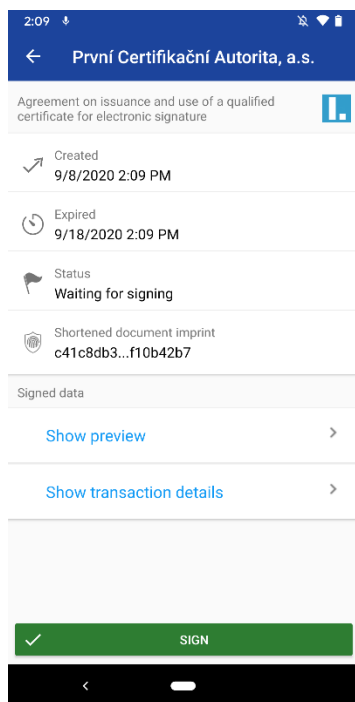 2:09
První Certifikační Autorita, a.s.
Agreement on issuance and use of a qualified
certificate for electronic signature
I.
Created
9/8/2020 2:09 PM
Expired
9/18/2020 2:09 PM
Status
Waiting for signing
Shortened document imprint
c41c8db3...f10b42b7
Signed data
Show preview
Show transaction details
SIGN